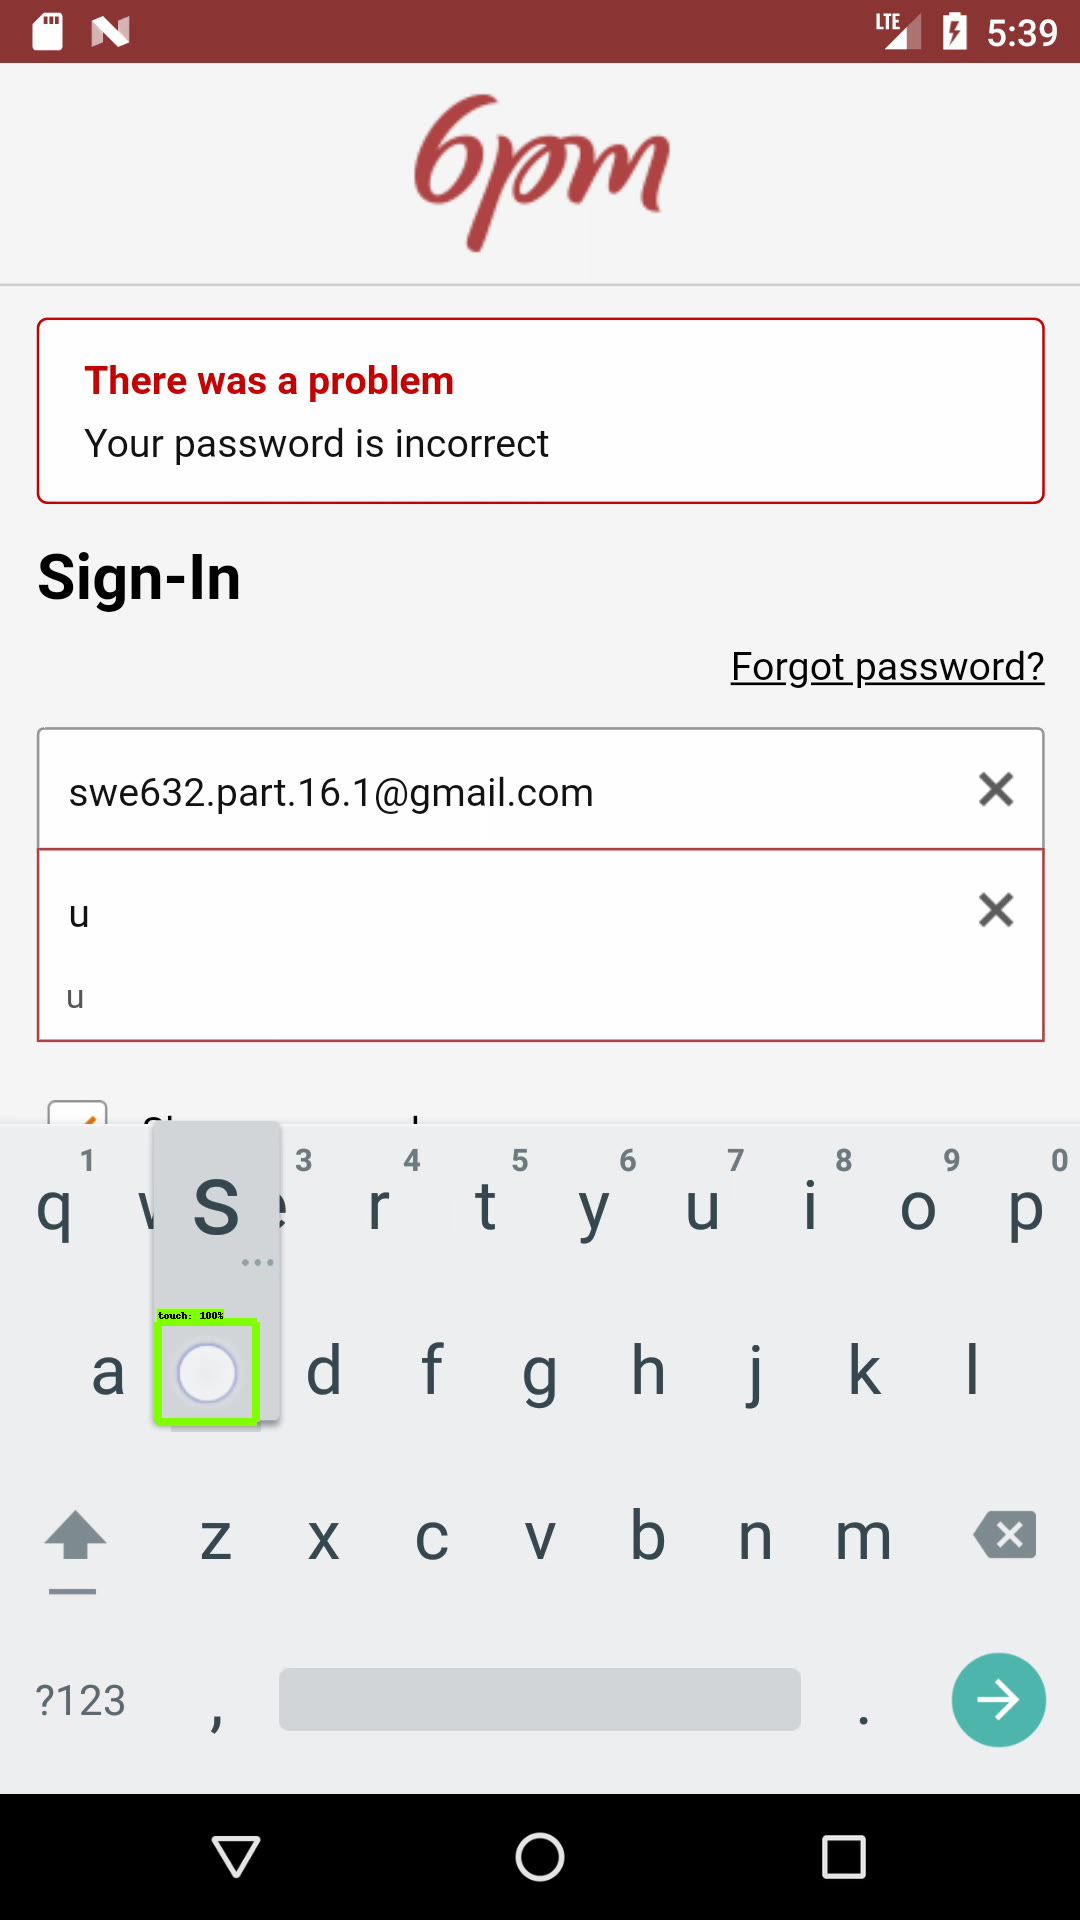 LTE 5:39
6pm
There was a problem
Your password is incorrect
Sign-In
Forgot password?
swe632.part.16.1@gmail.com
u
u
1 3 4 5 6 7 8 9 0
q s r t y u i o p
touch: 100%
a d f g h j k l
z x c v b n m
?123 , .